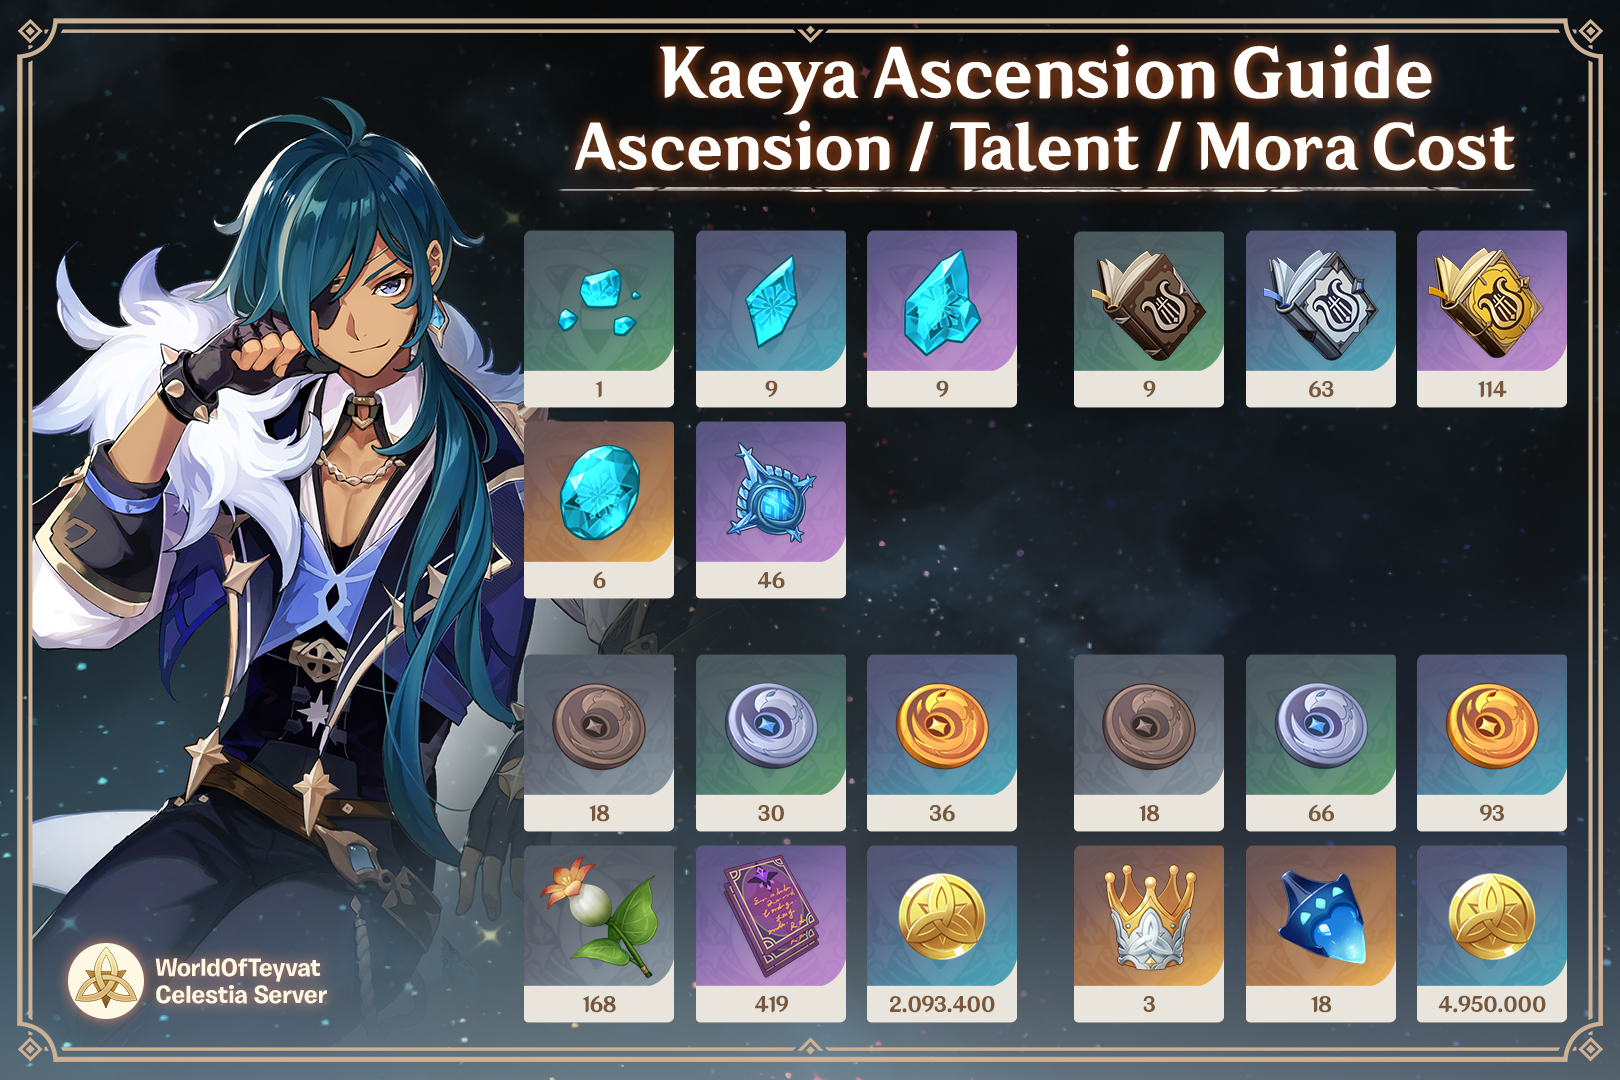 Kaeya Ascension Guide
Ascension / Talent / Mora Cost
1 9 9 9 63 114
6 46
18 30 36 18 66 93
168 419 2.093.400 3 18 4.950.000
WorldOfTeyvat
Celestia Server